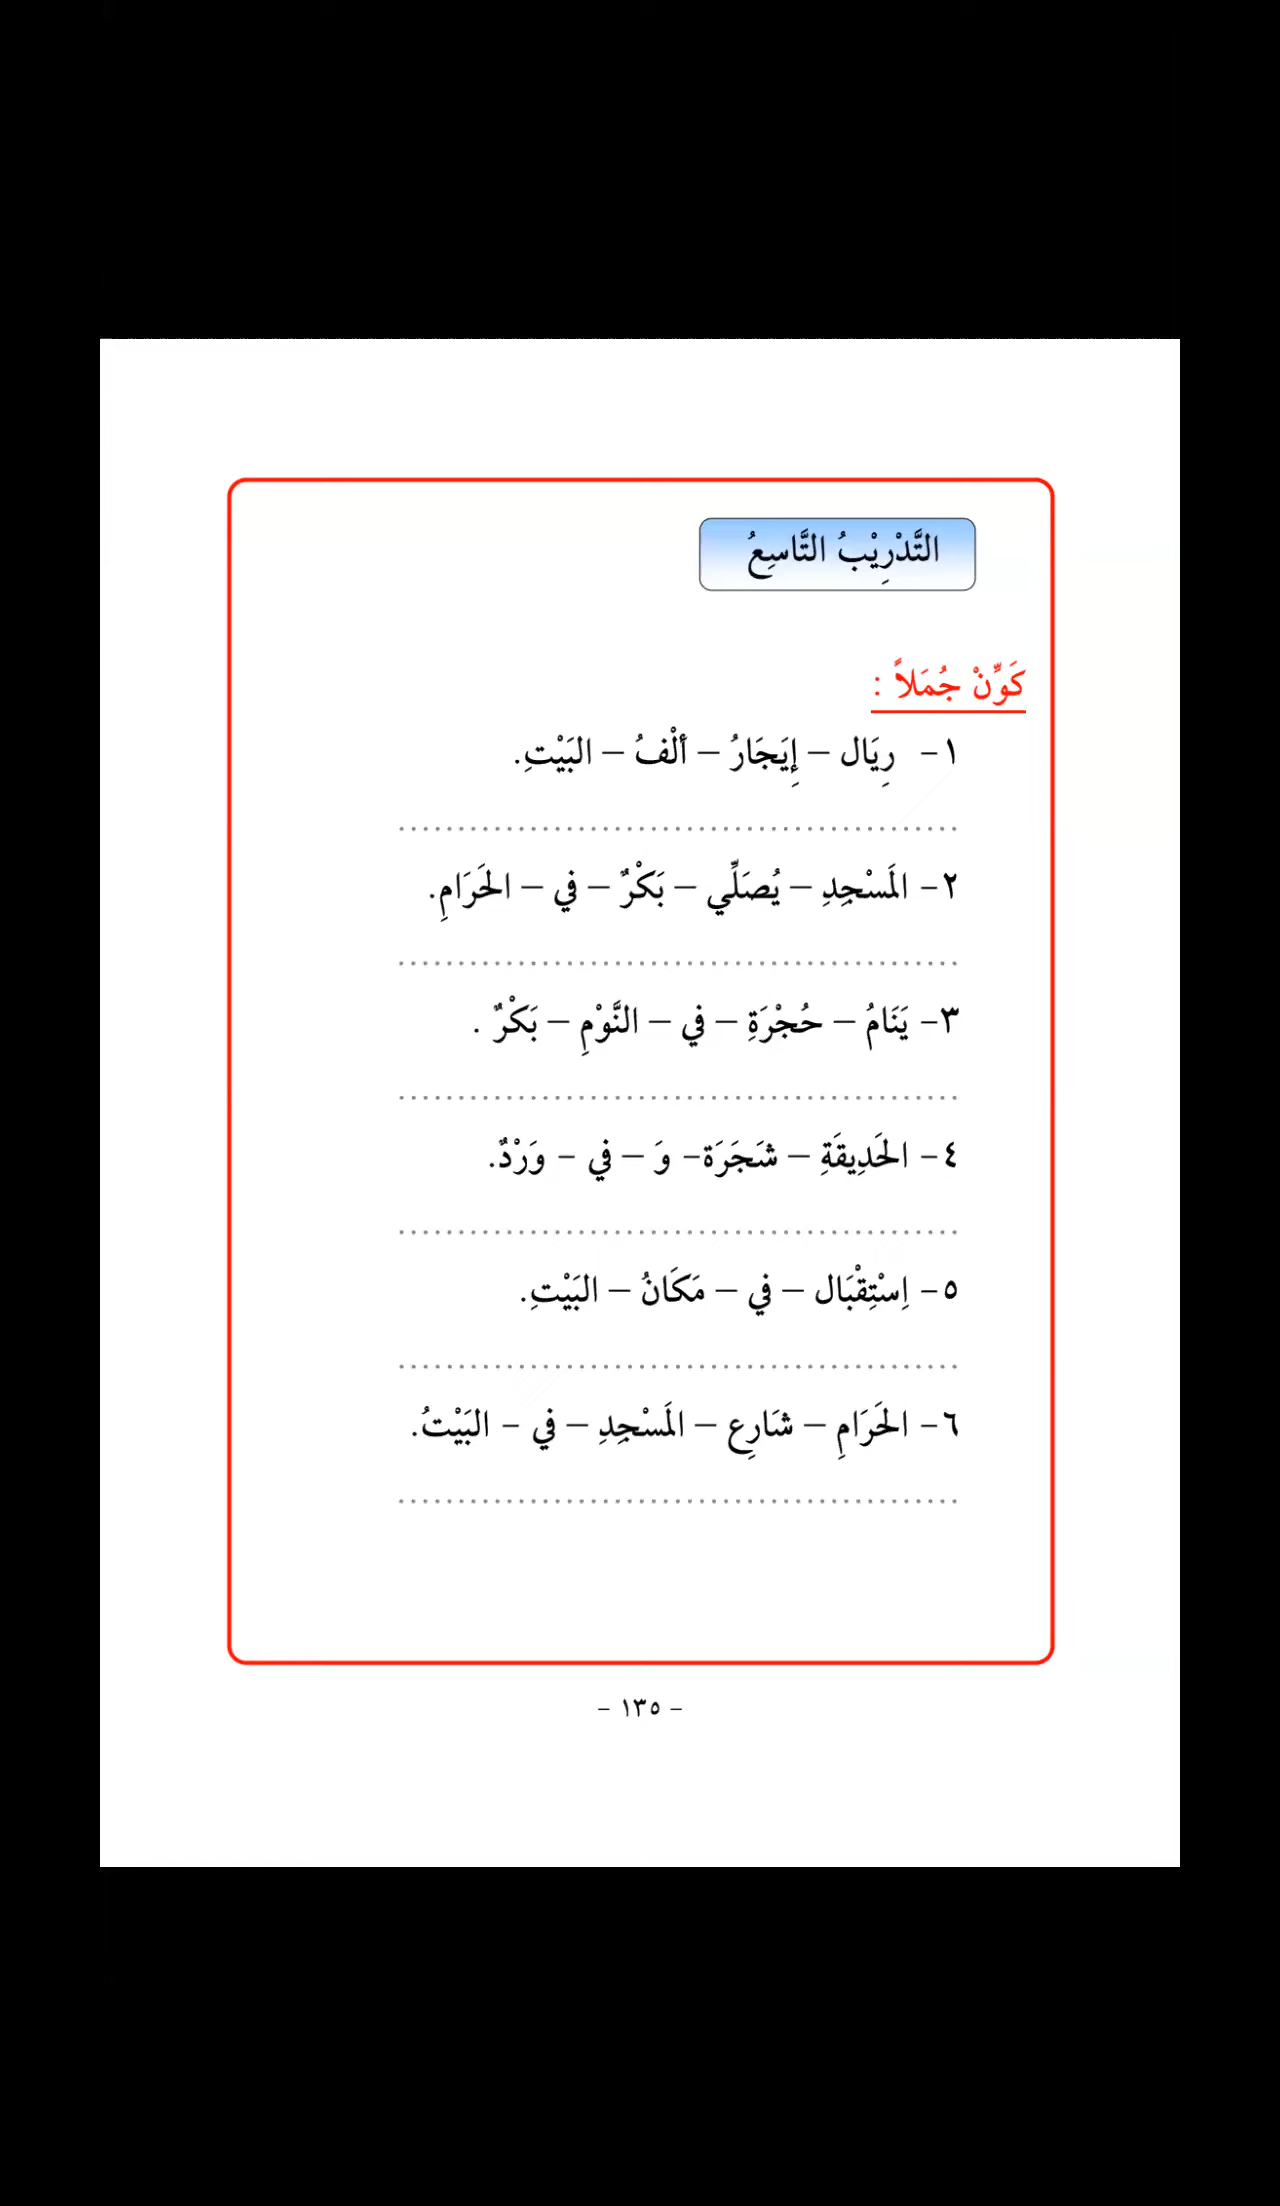 التَّدْرِيْبُ التَّاسِعُ
كَوِّنْ جُمَلاً :
١- رِيَال – إِيَجَارُ – أَلْفُ – البَيْتِ.
................................................
٢- المَسْجِدِ – يُصَلِّي – بَكْرٌ – في – الحَرَامِ.
................................................
٣- يَنَامُ – حُجْرَةِ – في – النَّوْمِ – بَكْرٌ .
................................................
٤- الحَدِيقَةِ – شَجَرَة- وَ – في - وَرْدٌ.
................................................
٥- اِسْتِقْبَال – في – مَكَانُ – البَيْتِ.
................................................
٦- الحَرَامِ – شَارِع – المَسْجِدِ – في - البَيْتُ.
................................................
- ١٣٥ -